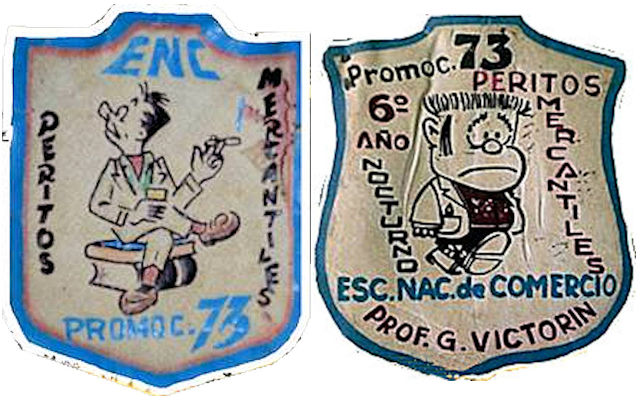 ENC
PERITOS
MERCANTILES
PROMOC. 73
Promoc. 73
PERITOS
MERCANTILES
6º
AÑO
NOCTURNO
ESC. NAC. de COMERCIO
PROF. G. VICTORIN